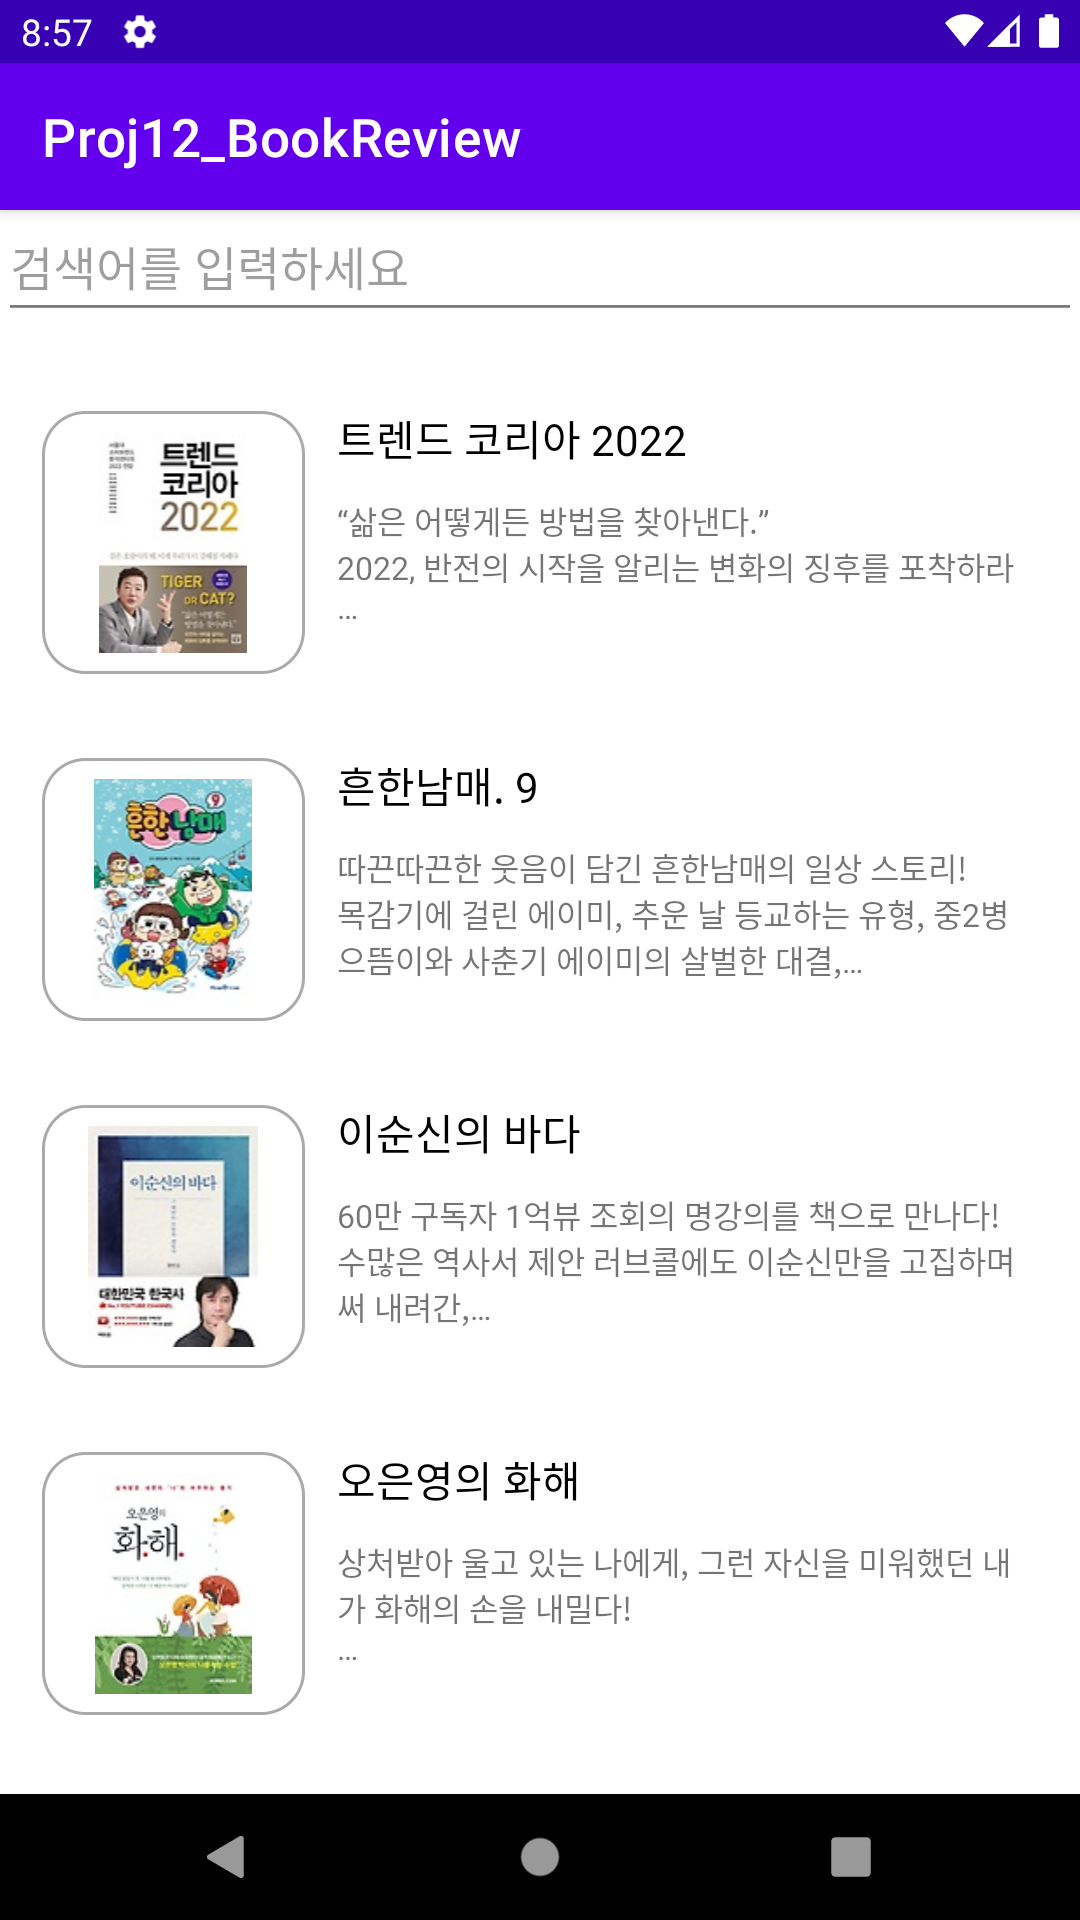 8:57
Proj12_BookReview
검색어를 입력하세요
트렌드
코리아
2022
TIGER
OR CAT?
트렌드 코리아 2022
“삶은 어떻게든 방법을 찾아낸다.”
2022, 반전의 시작을 알리는 변화의 징후를 포착하라
...
흔한남매
9
흔한남매. 9
따끈따끈한 웃음이 담긴 흔한남매의 일상 스토리!
목감기에 걸린 에이미, 추운 날 등교하는 유형, 중2병
으뜸이와 사춘기 에이미의 살벌한 대결,...
이순신의 바다
대한민국 한국사
이순신의 바다
60만 구독자 1억뷰 조회의 명강의를 책으로 만나다!
수많은 역사서 제안 러브콜에도 이순신만을 고집하며
써 내려간,...
오은영의
화해
오은영의 화해
상처받아 울고 있는 나에게, 그런 자신을 미워했던 내
가 화해의 손을 내밀다!
...